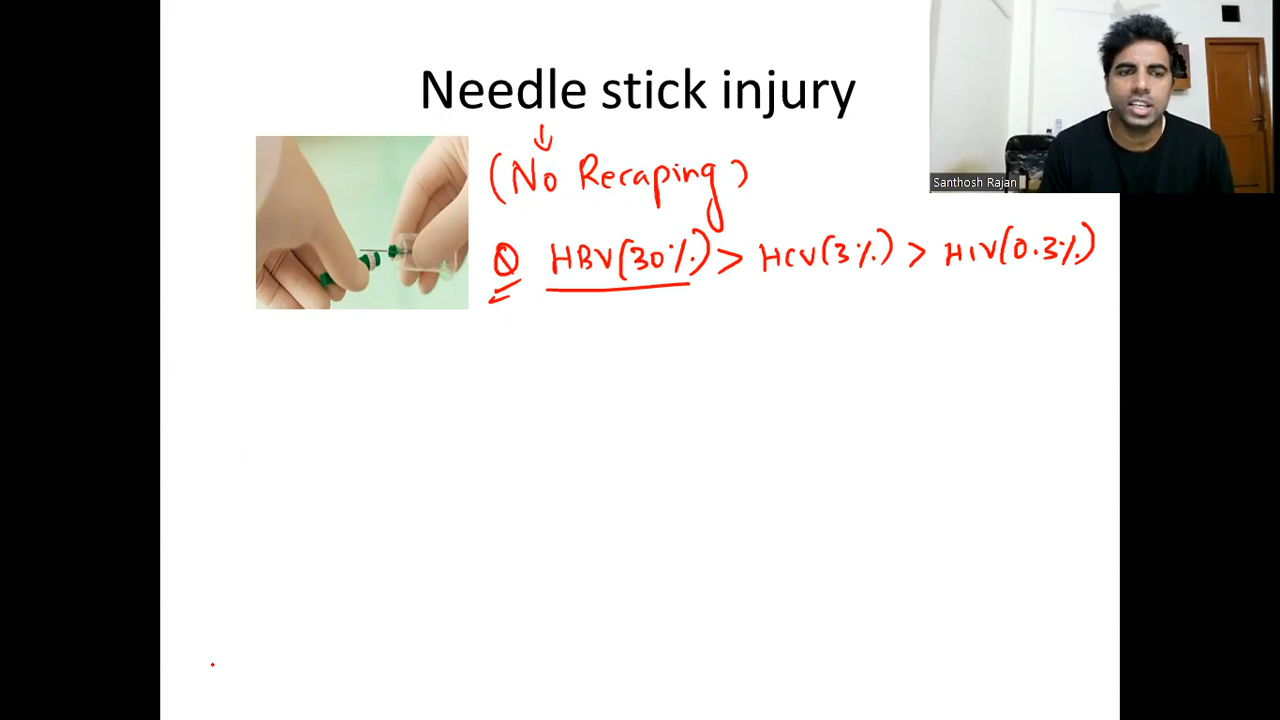 Needle stick injury
(No Recaping)
Q HBV(30%) > HCV(3%) > HIV(0.3%)
Santhosh Rajan